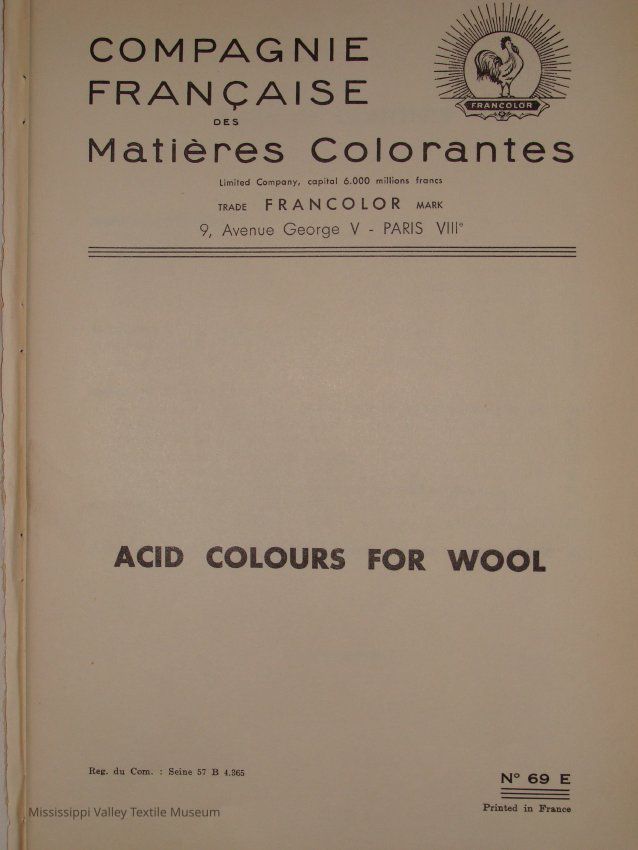 COMPAGNIE
FRANÇAISE
DES
Matières Colorantes
FRANCOLOR
Limited Company, capital 6.000 millions francs
TRADE FRANCOLOR MARK
9, Avenue George V - PARIS VIII°
ACID COLOURS FOR WOOL
Reg. du Com. : Seine 57 B 4.365
N° 69 E
Printed in France
Mississippi Valley Textile Museum